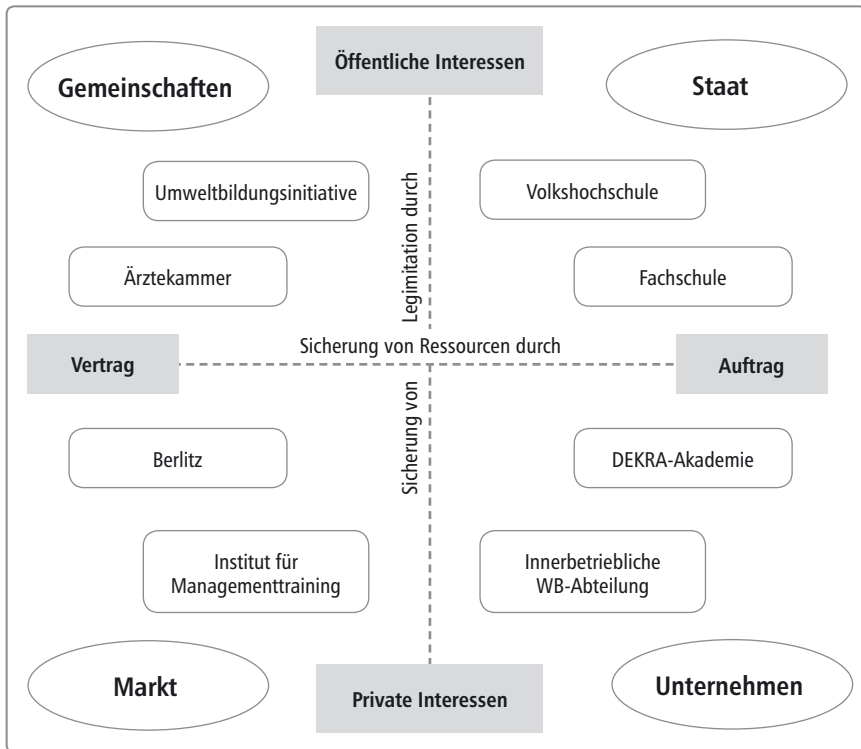 Öffentliche Interessen
Gemeinschaften
Staat
Umweltbildungsinitiative
Volkshochschule
Legimitation durch
Ärztekammer
Fachschule
Sicherung von Ressourcen durch
Vertrag
Auftrag
Sicherung von
Berlitz
DEKRA-Akademie
Institut für
Managementtraining
Innerbetriebliche
WB-Abteilung
Markt
Private Interessen
Unternehmen